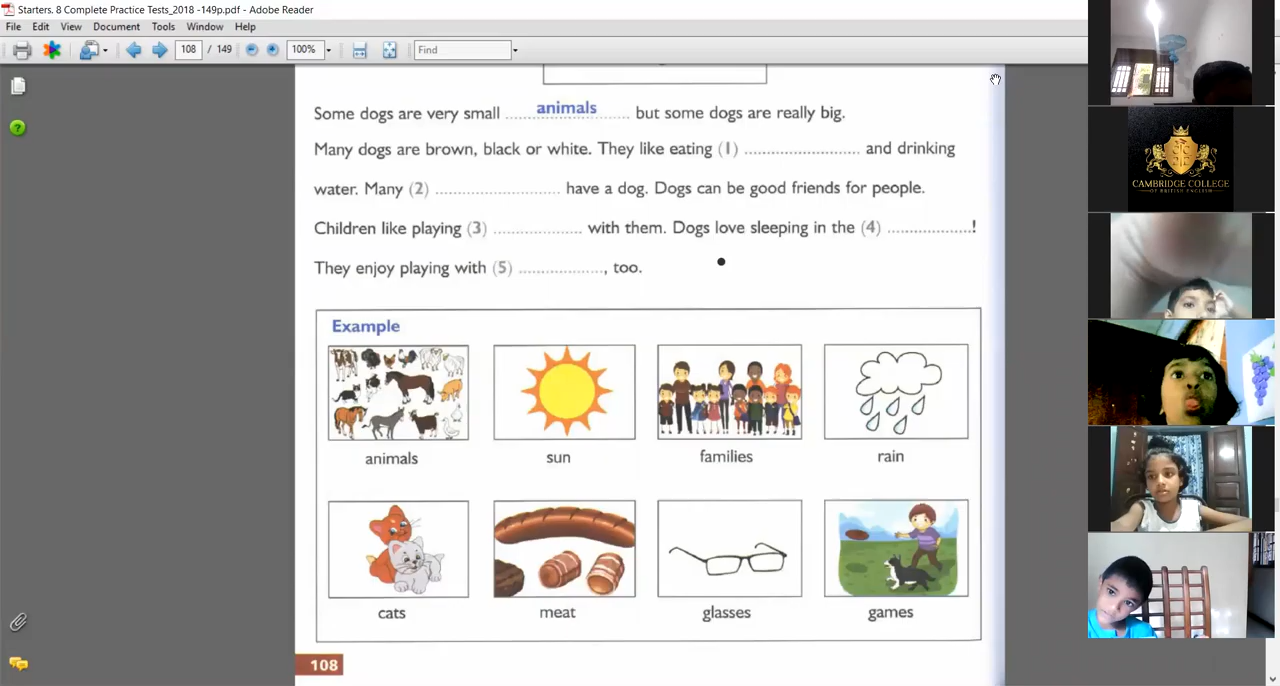 Starters. 8 Complete Practice Tests_2018 -149p.pdf - Adobe Reader
File Edit View Document Tools Window Help
108 / 149 100% Find
Some dogs are very small animals but some dogs are really big.
Many dogs are brown, black or white. They like eating (1) .......................... and drinking
water. Many (2) ............................ have a dog. Dogs can be good friends for people.
Children like playing (3) .................... with them. Dogs love sleeping in the (4) ...................!
They enjoy playing with (5) ..................., too.
Example
animals sun families rain
cats meat glasses games
108
CAMBRIDGE COLLEGE
OF BRITISH ENGLISH